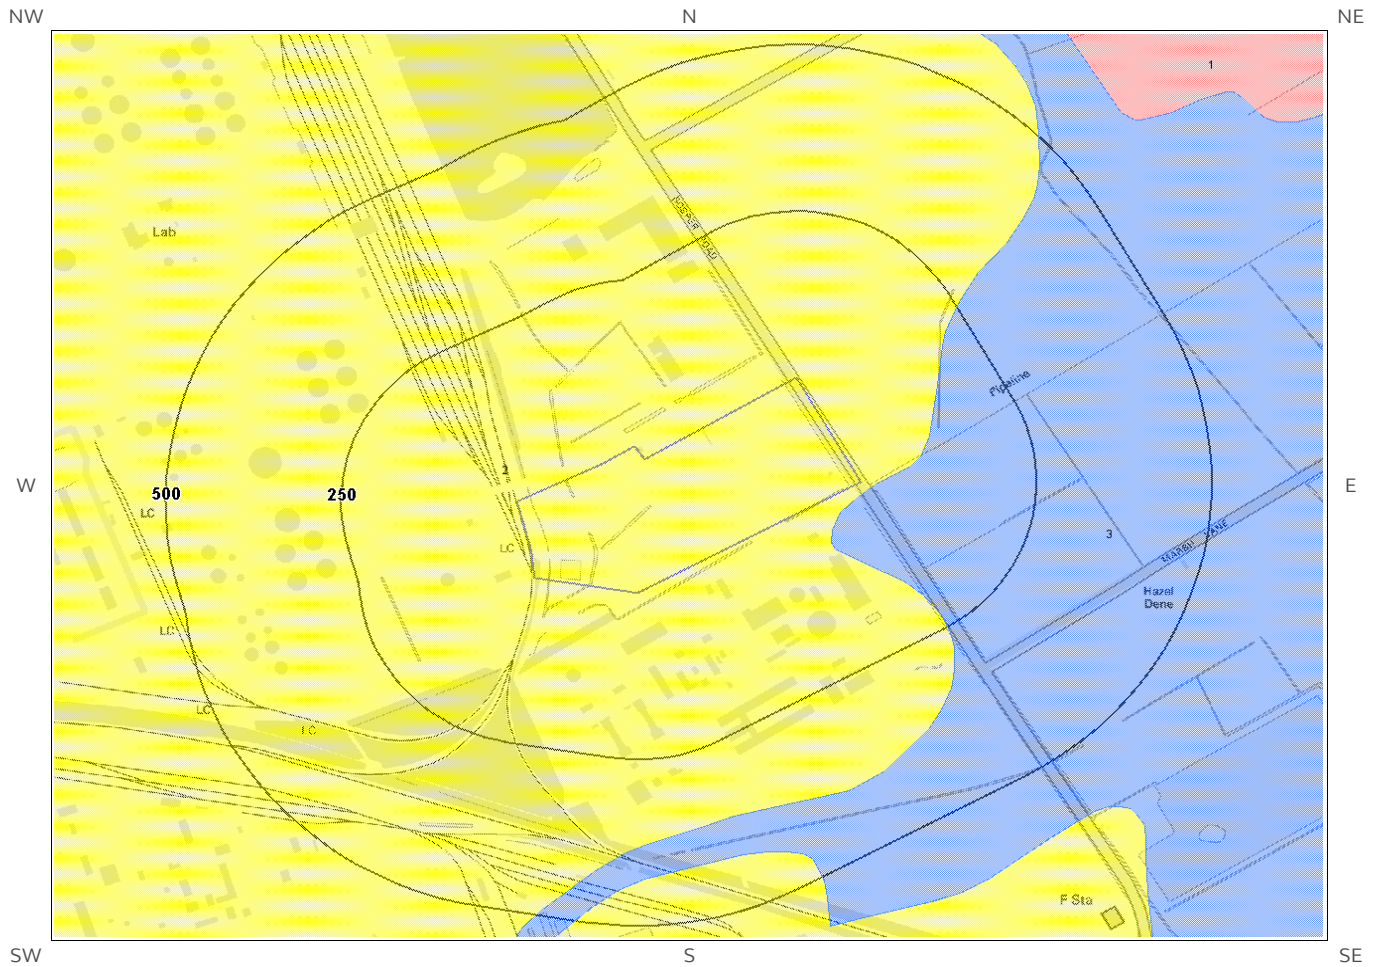 NW
N
NE
1
Lab
Pipeline
2
W
500
250
E
LC
3
LC
MARSH LANE
Hazel
Dene
LC
LC
LC
F Sta
SW
S
SE